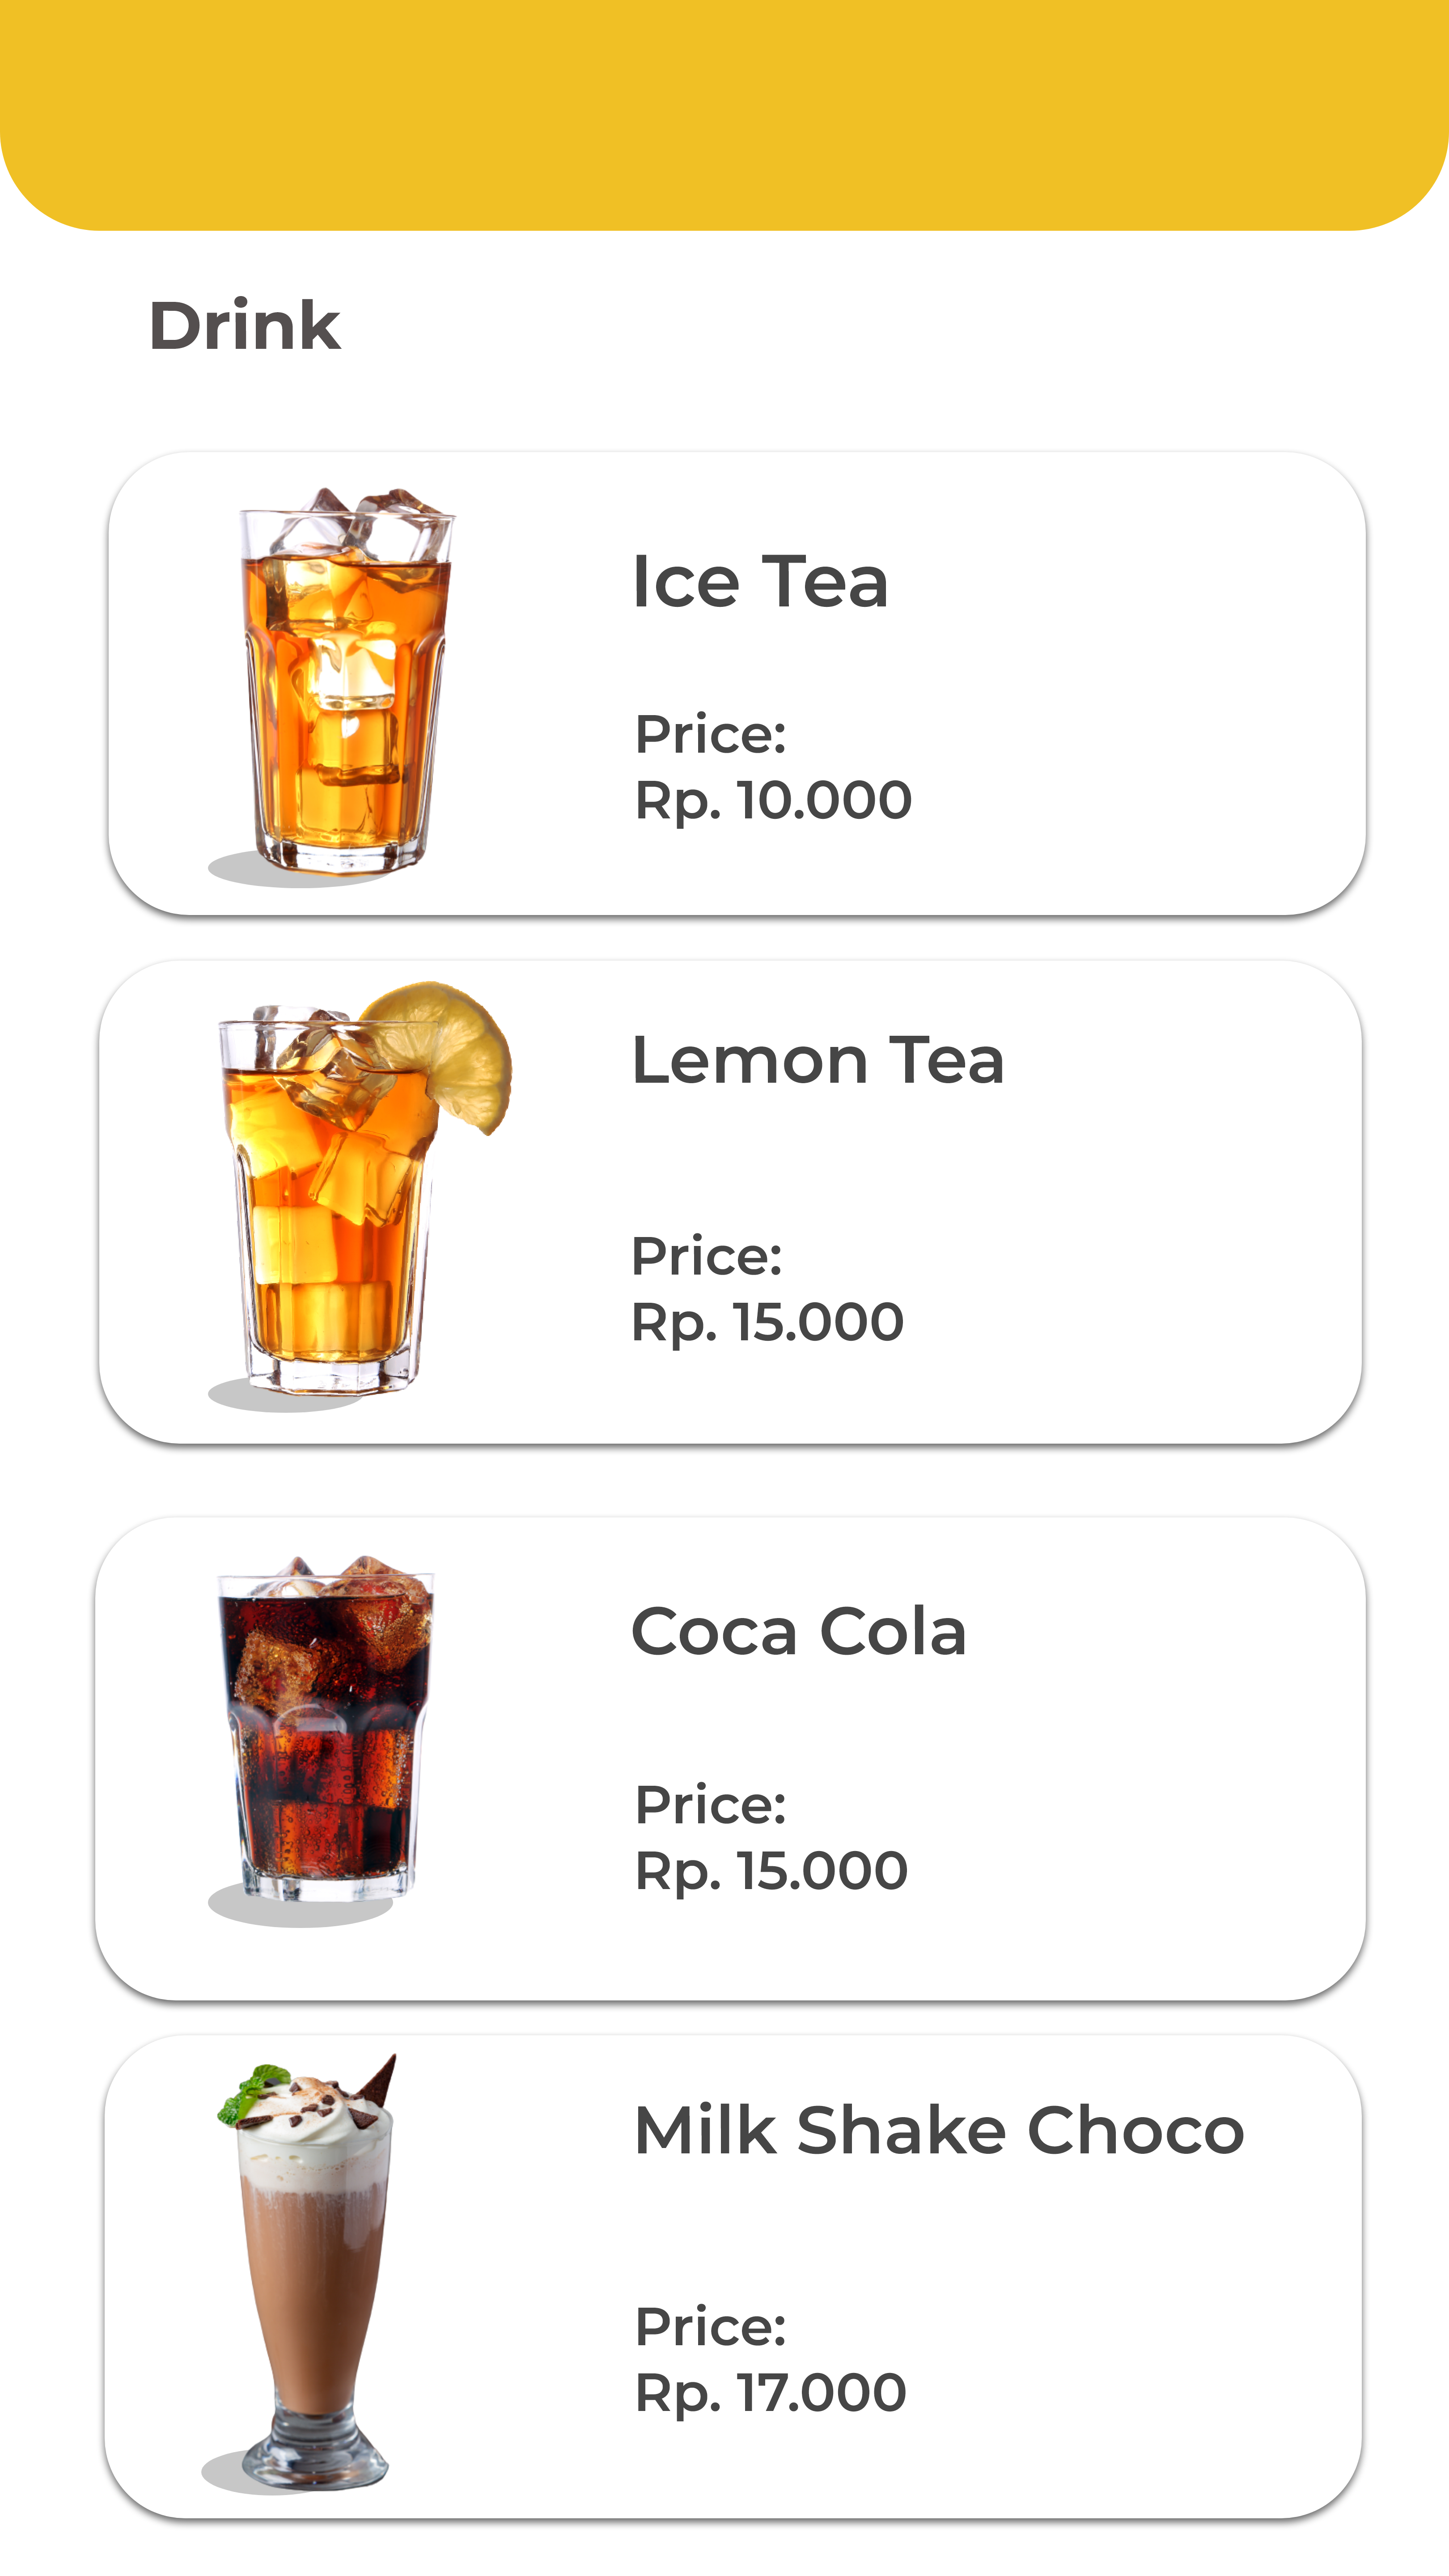 Drink
Ice Tea
Price:
Rp. 10.000
Lemon Tea
Price:
Rp. 15.000
Coca Cola
Price:
Rp. 15.000
Milk Shake Choco
Price:
Rp. 17.000